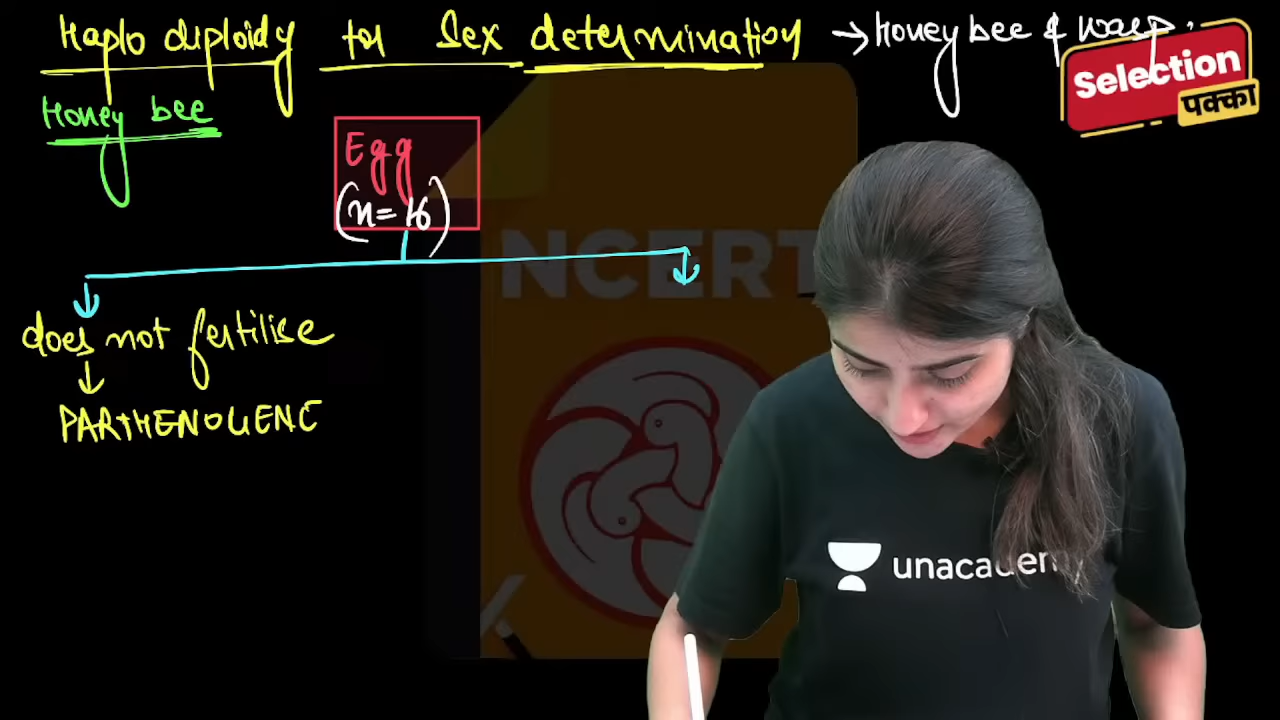 Haplo diploidy for Sex determination → Honey bee & wasp
Selection
पक्का
Honey bee
Egg
(n=16)
NCERT
does not fertilise
PARTHENOGENE
unacademy